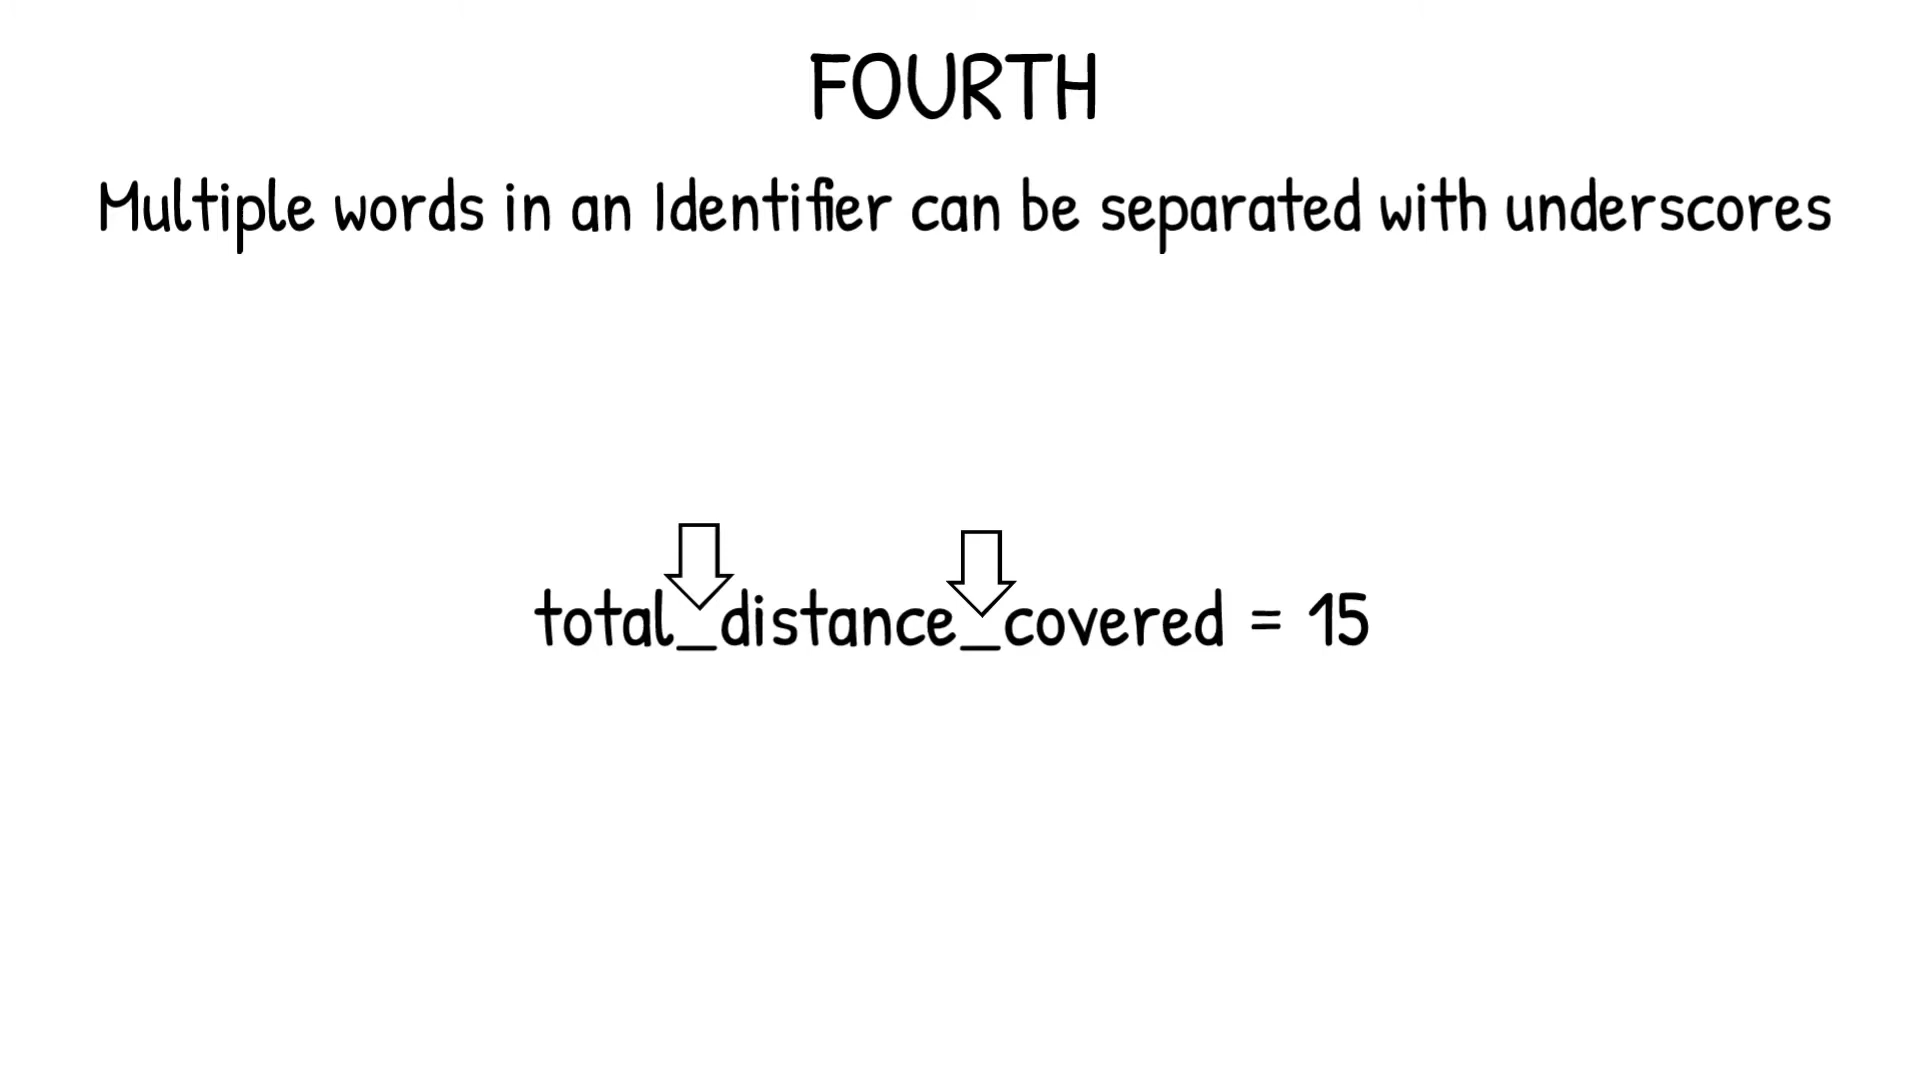 FOURTH
Multiple words in an Identifier can be separated with underscores
total_distance_covered = 15